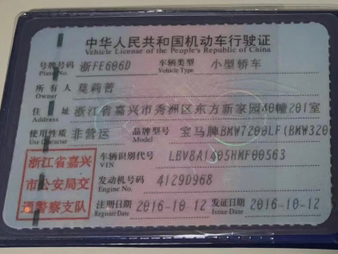 中华人民共和国机动车行驶证
Vehicle License of the People's Republic of China
号牌号码 浙FE606D 车辆类型 小型轿车
Plate No. Vehicle Type
所有人 莫莉菁
Owner
住址 浙江省嘉兴市秀洲区东方新家园40幢201室
Address
使用性质 非营运 品牌型号 宝马牌BMW7200LF(BMW320
Use Character Model
浙江省嘉兴
市公安局交
通警察支队
车辆识别代号 LBV8A1405HMF00563
VIN
发动机号码 4129D968
Engine No.
注册日期 2016-10-12 发证日期 2016-10-12
Register Date Issue Date